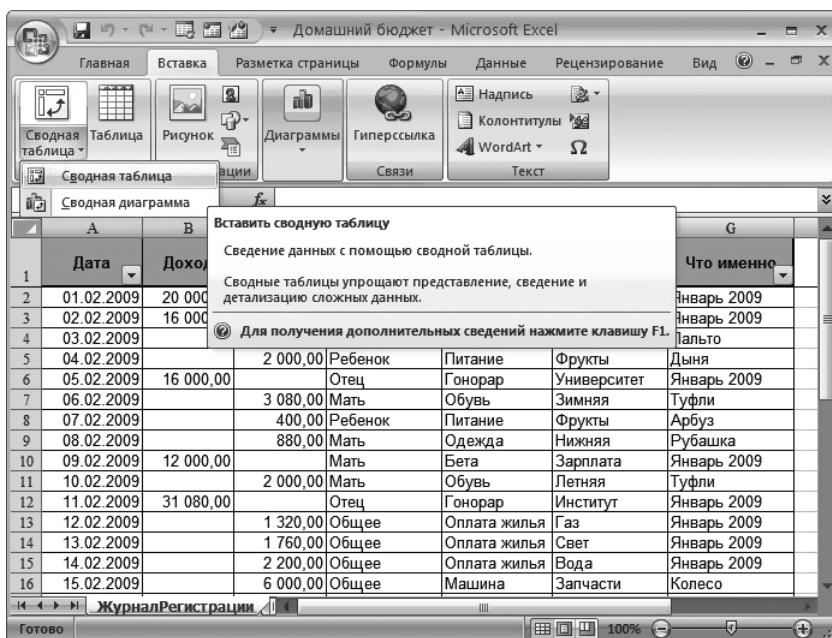 Домашний бюджет - Microsoft Excel
Главная Вставка Разметка страницы Формулы Данные Рецензирование Вид
Сводная таблица Таблица Рисунок Диаграммы Гиперссылка Надпись
Колонтитулы
WordArt Ω
ации Связи Текст
Сводная таблица
Сводная диаграмма fx
Вставить сводную таблицу
Сведение данных с помощью сводной таблицы.
Сводные таблицы упрощают представление, сведение и
детализацию сложных данных.
Для получения дополнительных сведений нажмите клавишу F1.
A B G
1 Дата Дохо Что именно
2 01.02.2009 20 000 Январь 2009
3 02.02.2009 16 000 Январь 2009
4 03.02.2009 Пальто
5 04.02.2009 2 000,00 Ребенок Питание Фрукты Дыня
6 05.02.2009 16 000,00 Отец Гонорар Университет Январь 2009
7 06.02.2009 3 080,00 Мать Обувь Зимняя Туфли
8 07.02.2009 400,00 Ребенок Питание Фрукты Арбуз
9 08.02.2009 880,00 Мать Одежда Нижняя Рубашка
10 09.02.2009 12 000,00 Мать Бета Зарплата Январь 2009
11 10.02.2009 2 000,00 Мать Обувь Летняя Туфли
12 11.02.2009 31 080,00 Отец Гонорар Институт Январь 2009
13 12.02.2009 1 320,00 Общее Оплата жилья Газ Январь 2009
14 13.02.2009 1 760,00 Общее Оплата жилья Свет Январь 2009
15 14.02.2009 2 200,00 Общее Оплата жилья Вода Январь 2009
16 15.02.2009 6 000,00 Общее Машина Запчасти Колесо
ЖурналРегистрации
Готово 100%